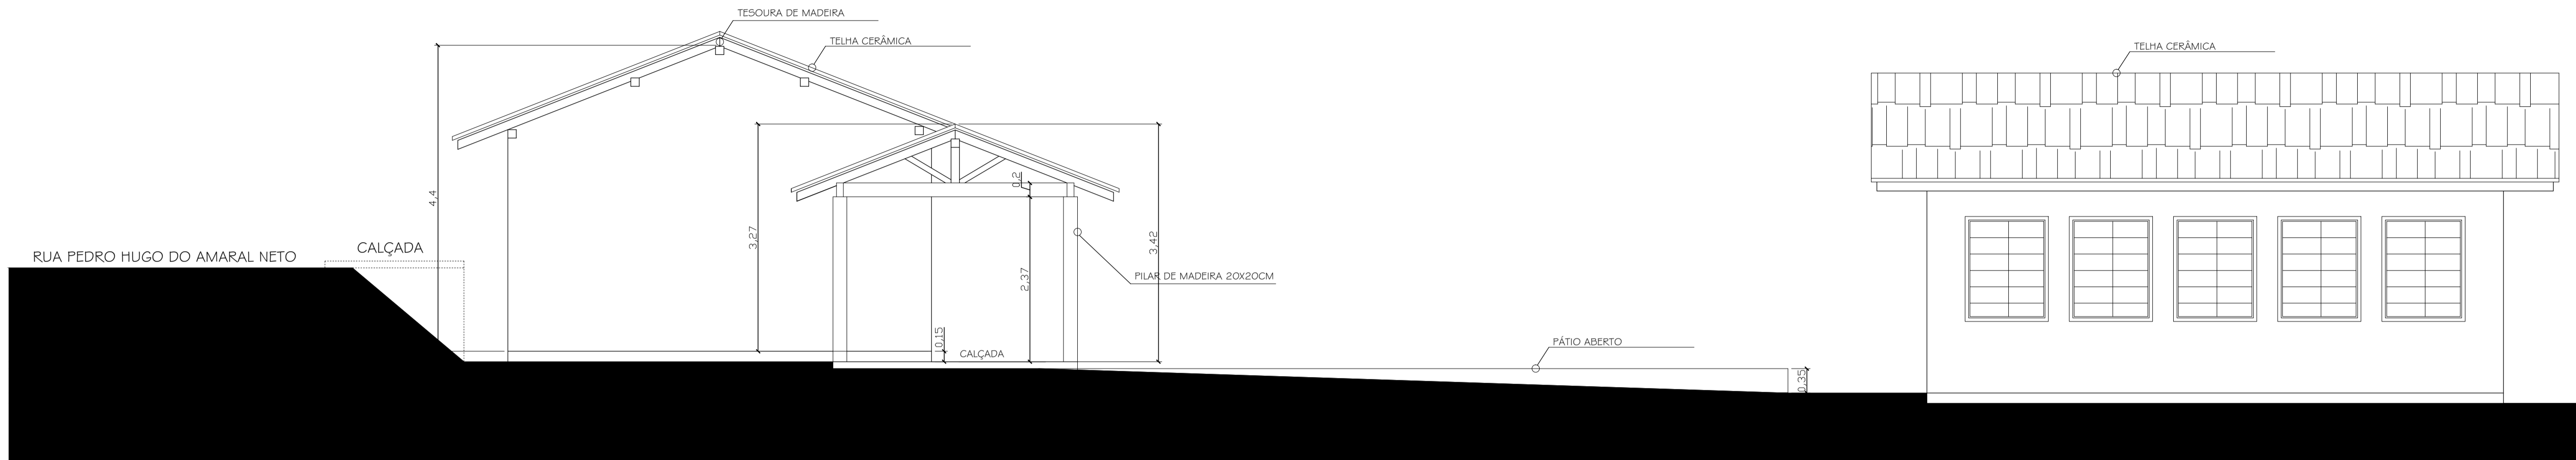 TESOURA DE MADEIRA
TELHA CERÂMICA
TELHA CERÂMICA
4,4
3,27
0,2
3,42
2,37
RUA PEDRO HUGO DO AMARAL NETO
CALÇADA
PILAR DE MADEIRA 20X20CM
0,15
CALÇADA
PÁTIO ABERTO
0,35